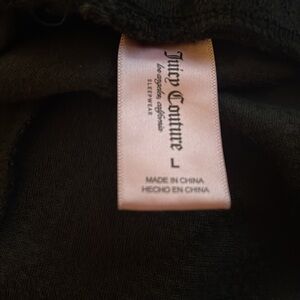 Juicy Couture
los angeles, california
SLEEPWEAR
L
MADE IN CHINA
HECHO EN CHINA